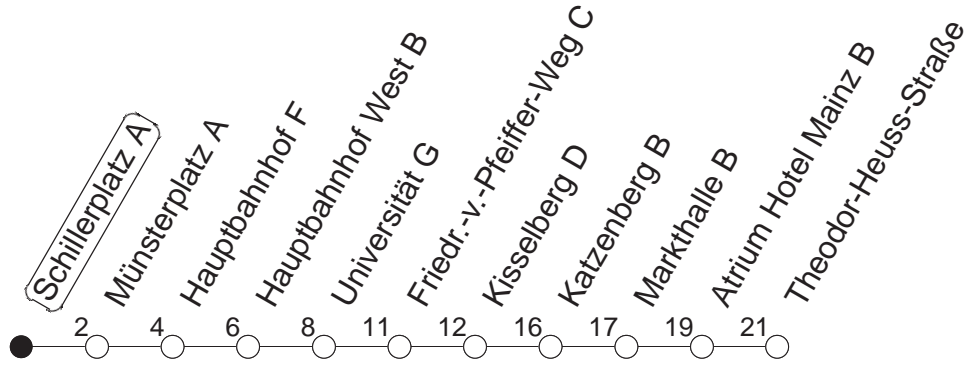 Schillerplatz A
Münsterplatz A
Hauptbahnhof F
Hauptbahnhof West B
Universität G
Friedr.-v.-Pfeiffer-Weg C
Kisselberg D
Katzenberg B
Markthalle B
Atrium Hotel Mainz B
Theodor-Heuss-Straße
2 4 6 8 11 12 16 17 19 21